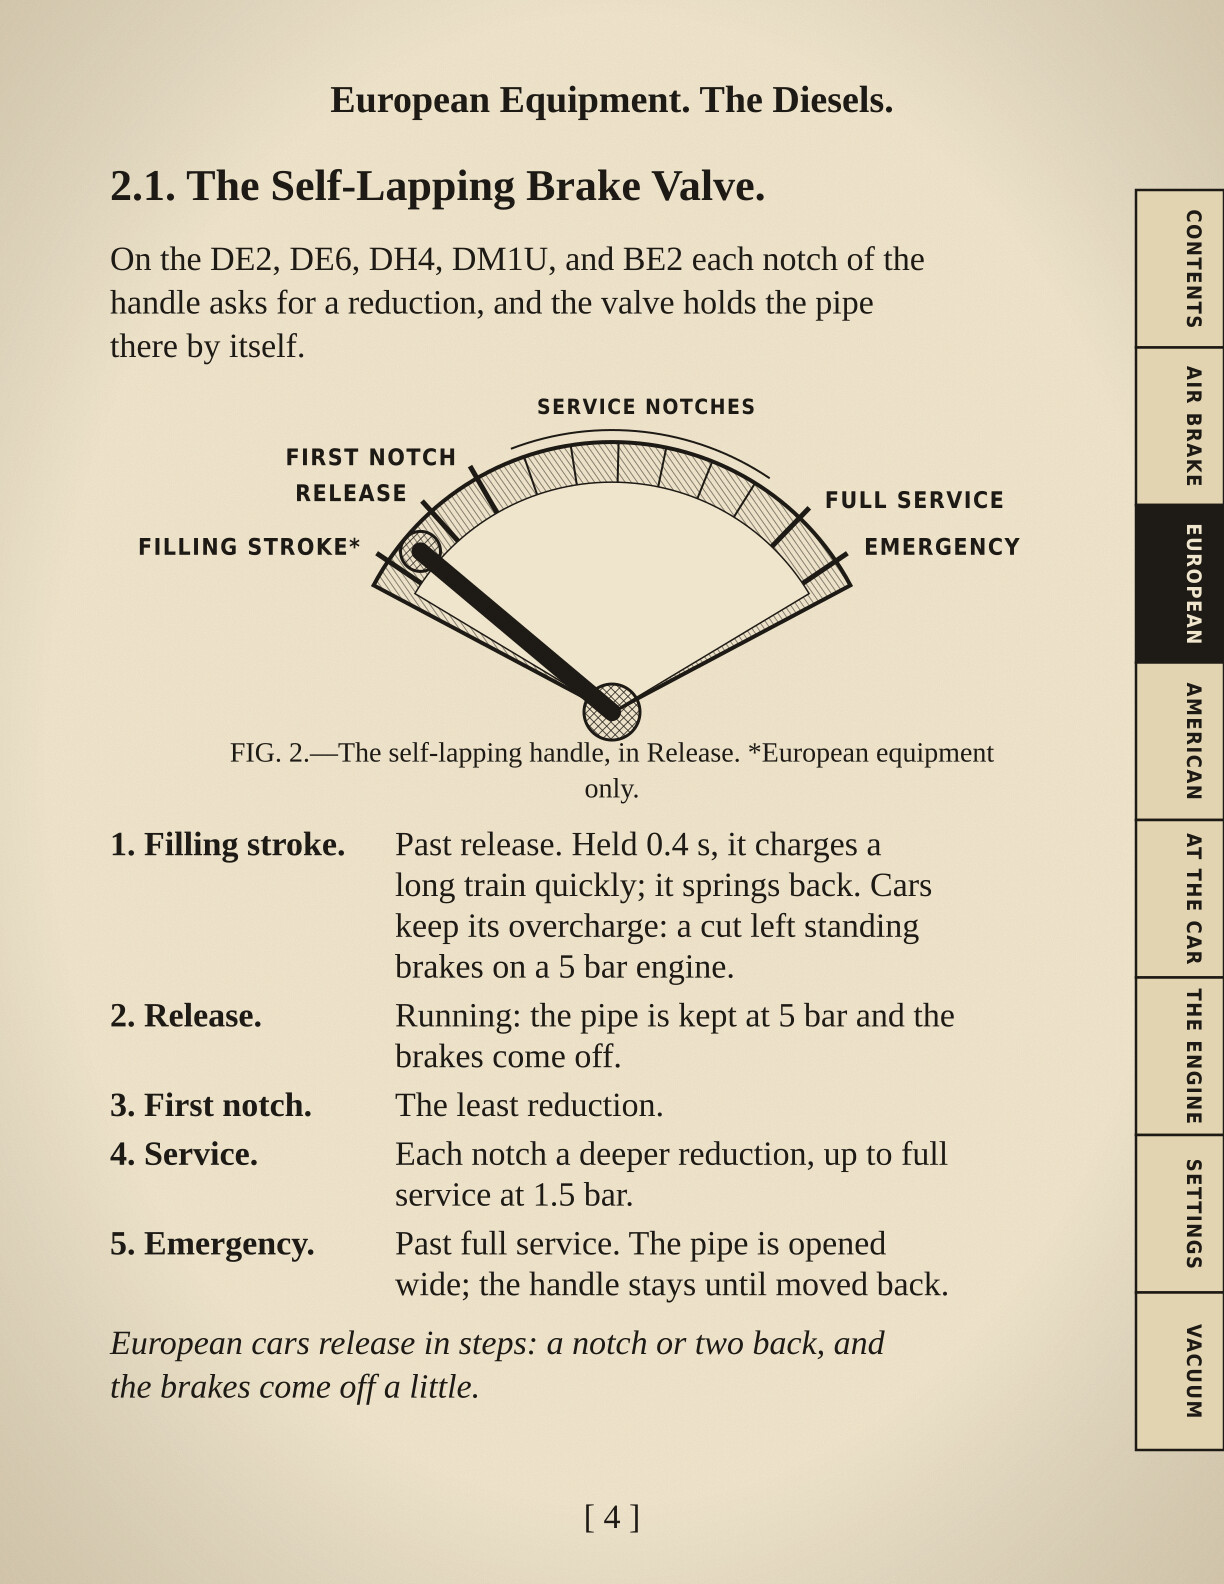 European Equipment. The Diesels.
2.1. The Self-Lapping Brake Valve.
On the DE2, DE6, DH4, DM1U, and BE2 each notch of the
handle asks for a reduction, and the valve holds the pipe
there by itself.
SERVICE NOTCHES
FIRST NOTCH
RELEASE
FILLING STROKE*
FULL SERVICE
EMERGENCY
FIG. 2.—The self-lapping handle, in Release. *European equipment
only.
1. Filling stroke. Past release. Held 0.4 s, it charges a
long train quickly; it springs back. Cars
keep its overcharge: a cut left standing
brakes on a 5 bar engine.
2. Release. Running: the pipe is kept at 5 bar and the
brakes come off.
3. First notch. The least reduction.
4. Service. Each notch a deeper reduction, up to full
service at 1.5 bar.
5. Emergency. Past full service. The pipe is opened
wide; the handle stays until moved back.
European cars release in steps: a notch or two back, and
the brakes come off a little.
[ 4 ]
CONTENTS
AIR BRAKE
EUROPEAN
AMERICAN
AT THE CAR
THE ENGINE
SETTINGS
VACUUM